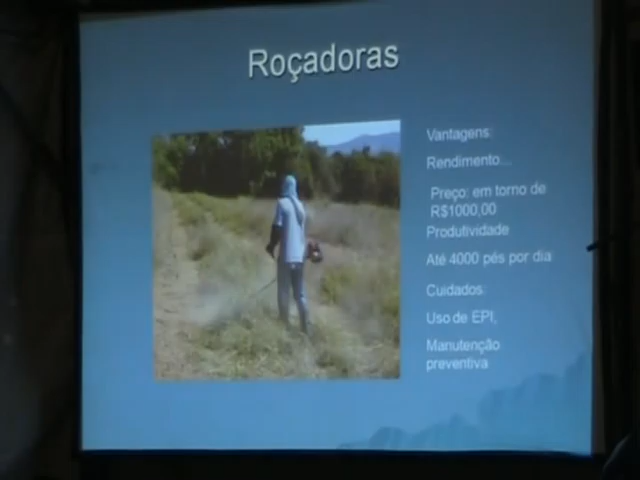 Roçadoras
Vantagens:
Rendimento...
Preço: em torno de
R$1000,00
Produtividade
Até 4000 pés por dia
Cuidados:
Uso de EPI,
Manutenção
preventiva